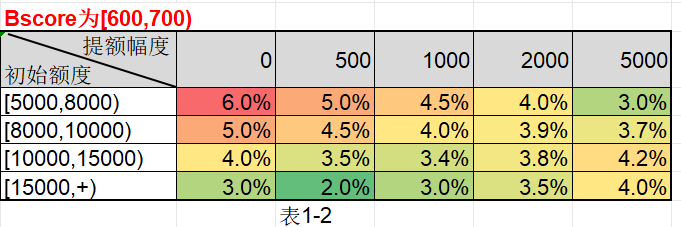 Bscore为[600,700)
提额幅度
初始额度 0 500 1000 2000 5000
[5000,8000) 6.0% 5.0% 4.5% 4.0% 3.0%
[8000,10000) 5.0% 4.5% 4.0% 3.9% 3.7%
[10000,15000) 4.0% 3.5% 3.4% 3.8% 4.2%
[15000,+) 3.0% 2.0% 3.0% 3.5% 4.0%
表1-2